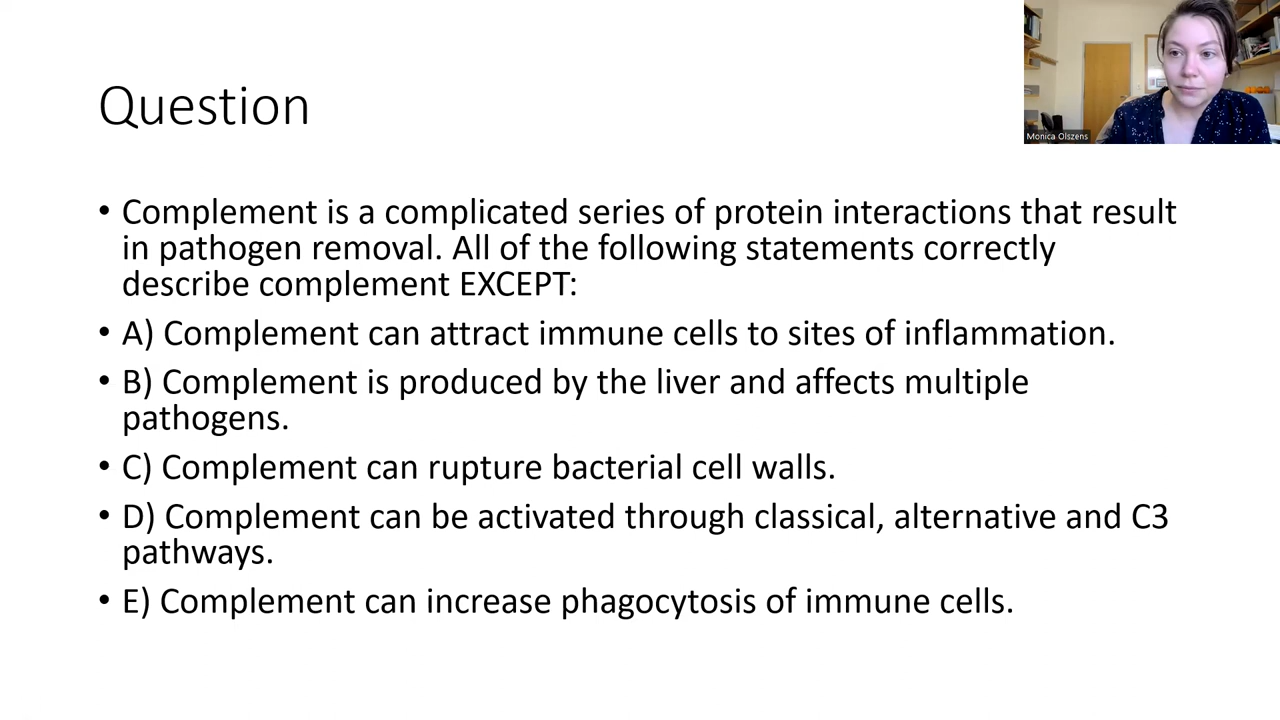 Monica Olszens
Question
• Complement is a complicated series of protein interactions that result
in pathogen removal. All of the following statements correctly
describe complement EXCEPT:
• A) Complement can attract immune cells to sites of inflammation.
• B) Complement is produced by the liver and affects multiple
pathogens.
• C) Complement can rupture bacterial cell walls.
• D) Complement can be activated through classical, alternative and C3
pathways.
• E) Complement can increase phagocytosis of immune cells.